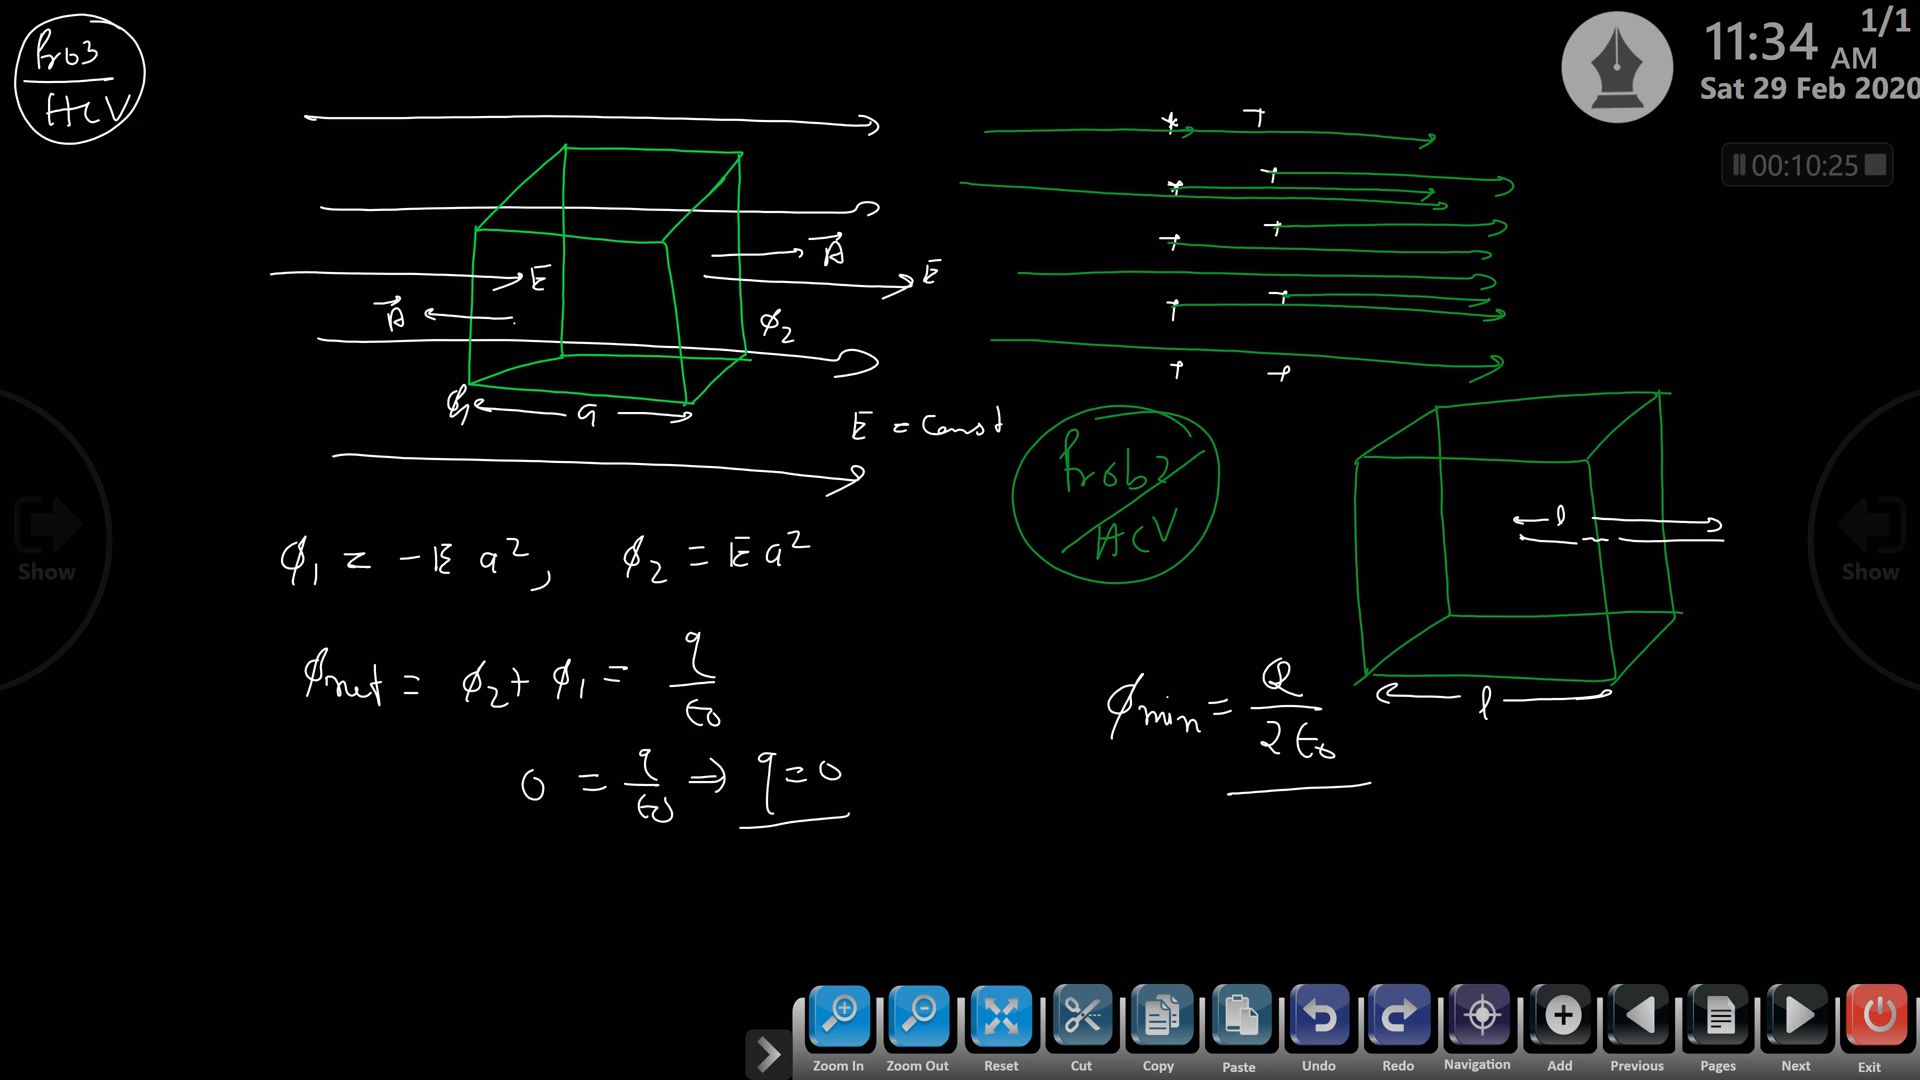 Prob3
HCV
11:34 AM
1/1
Sat 29 Feb 2020
00:10:25
E
A⃗
E
A⃗
ϕ2
ϕ1
a
E = Const
Prob2
HCV
l
l
ϕ1 = -E a², ϕ2 = E a²
ϕnet = ϕ2 + ϕ1 = q/ϵ0
0 = q/ϵ0 ⇒ q = 0
ϕmin = Q/2ϵ0
Show
Show
Zoom In Zoom Out Reset Cut Copy Paste Undo Redo Navigation Add Previous Pages Next Exit